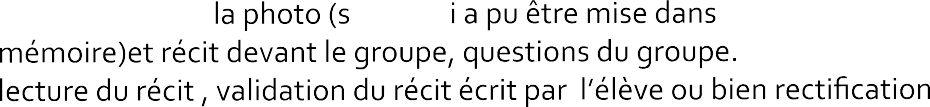 la photo (s i a pu être mise dans
mémoire)et récit devant le groupe, questions du groupe.
lecture du récit , validation du récit écrit par l’élève ou bien rectification